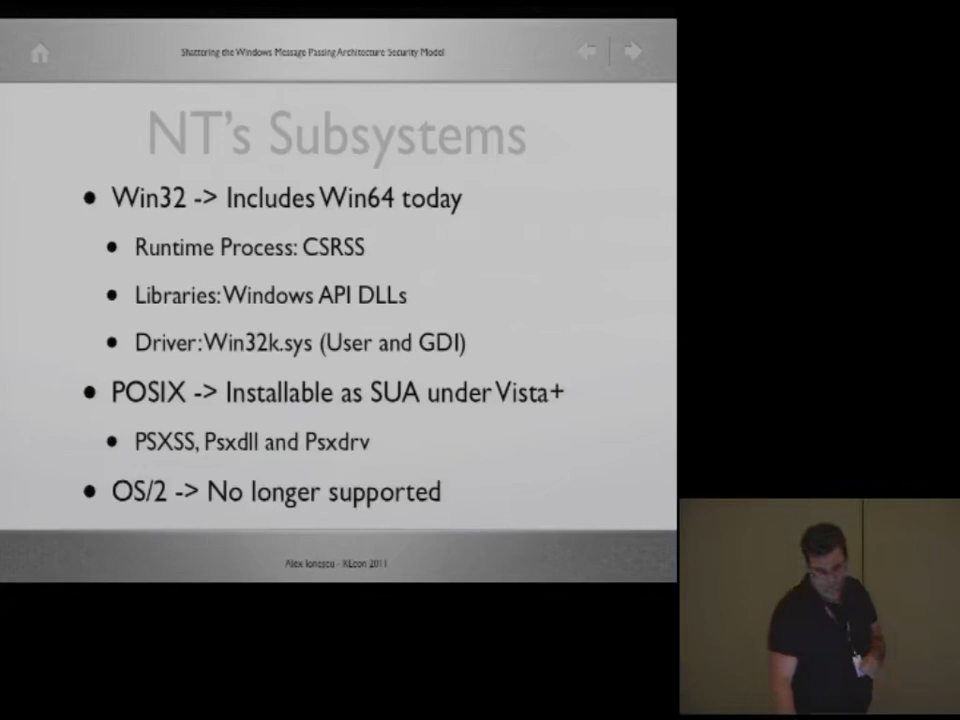 Shattering the Windows Message Passing Architecture Security Model
NT's Subsystems
• Win32 -> Includes Win64 today
• Runtime Process: CSRSS
• Libraries: Windows API DLLs
• Driver: Win32k.sys (User and GDI)
• POSIX -> Installable as SUA under Vista+
• PSXSS, Psxdll and Psxdrv
• OS/2 -> No longer supported
Alex Ionescu - REcon 2011